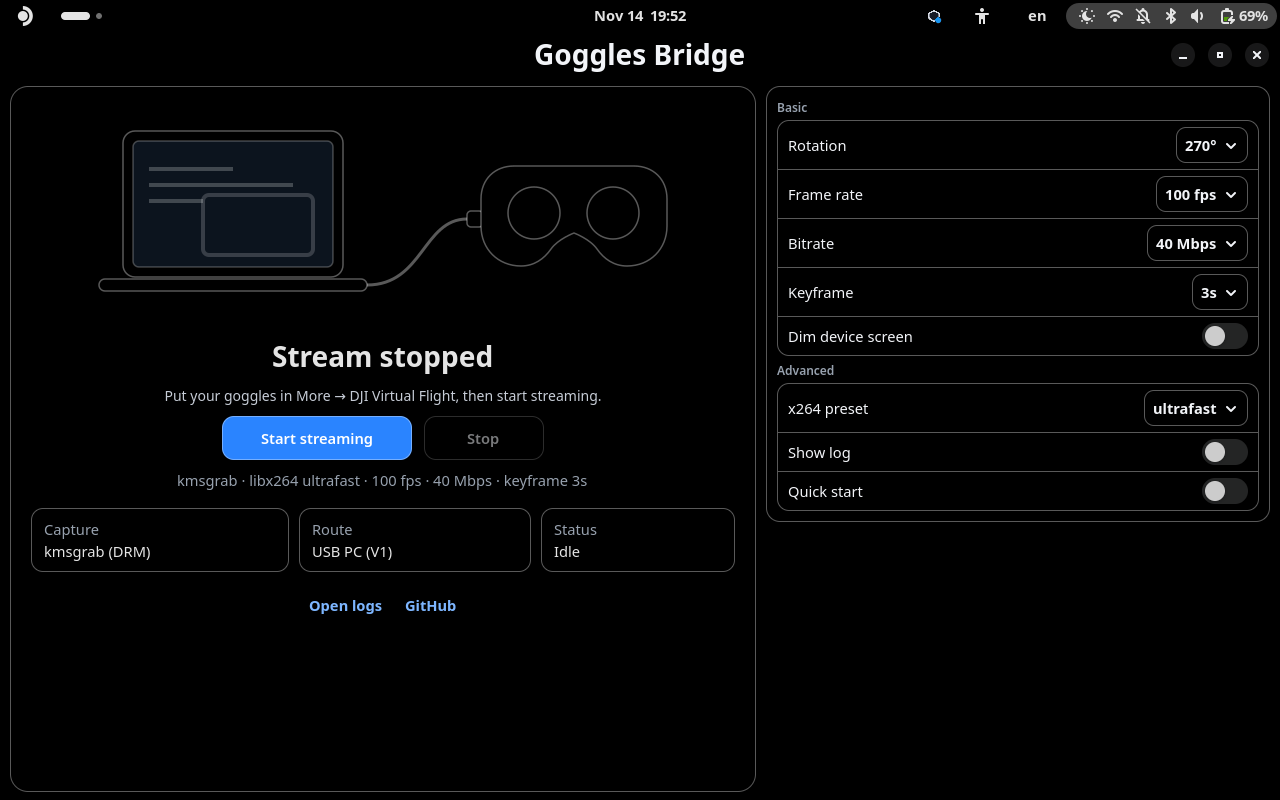 Nov 14 19:52
en
69%
Goggles Bridge
Stream stopped
Put your goggles in More → DJI Virtual Flight, then start streaming.
Start streaming
Stop
kmsgrab · libx264 ultrafast · 100 fps · 40 Mbps · keyframe 3s
Capture
kmsgrab (DRM)
Route
USB PC (V1)
Status
Idle
Open logs
GitHub
Basic
Rotation
270°
Frame rate
100 fps
Bitrate
40 Mbps
Keyframe
3s
Dim device screen
Advanced
x264 preset
ultrafast
Show log
Quick start